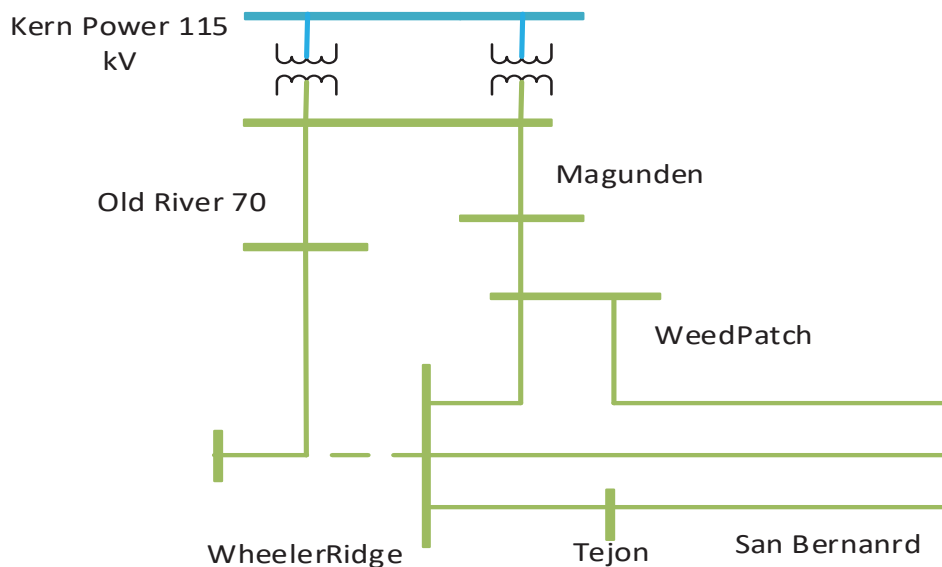 Kern Power 115
kV
Magunden
Old River 70
WeedPatch
WheelerRidge
Tejon
San Bernanrd